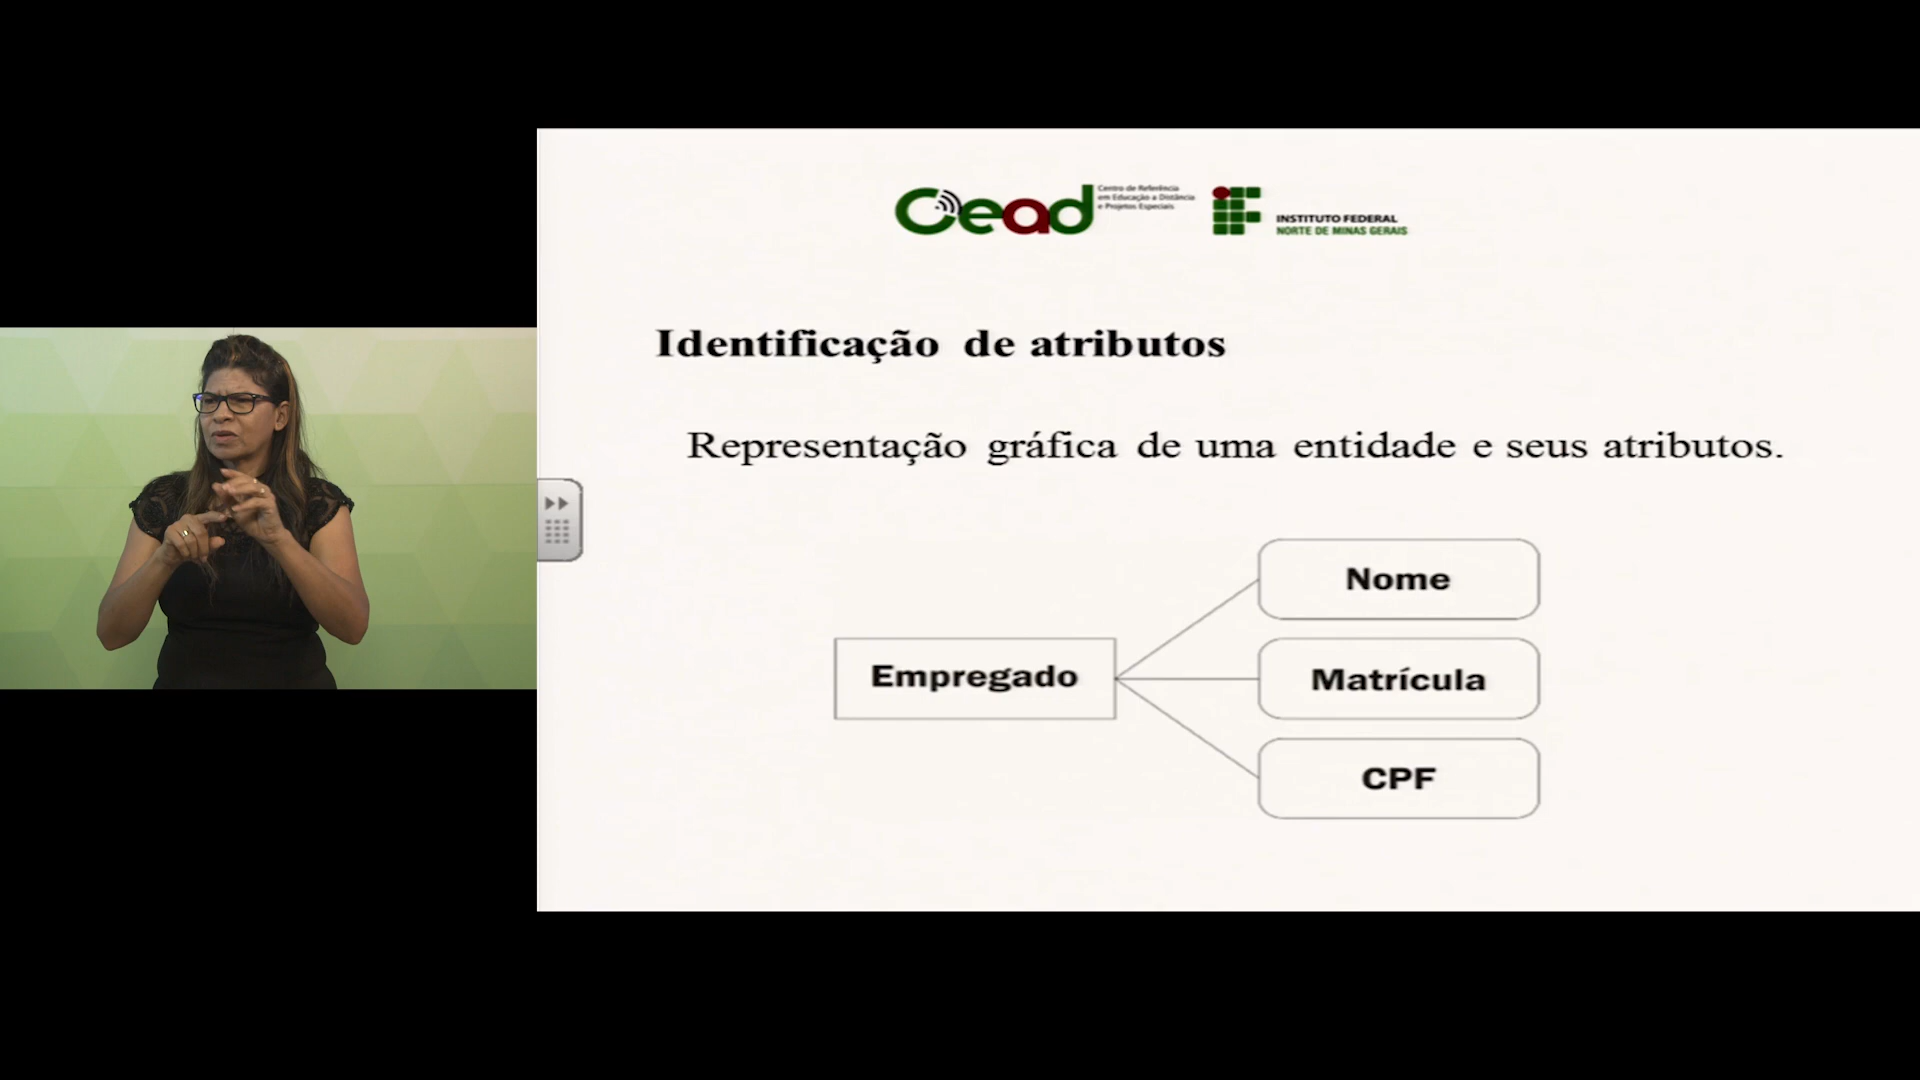 Cead
Centro de Referência
em Educação a Distância
e Projetos Especiais
INSTITUTO FEDERAL
NORTE DE MINAS GERAIS
Identificação de atributos
Representação gráfica de uma entidade e seus atributos.
Nome
Empregado
Matrícula
CPF